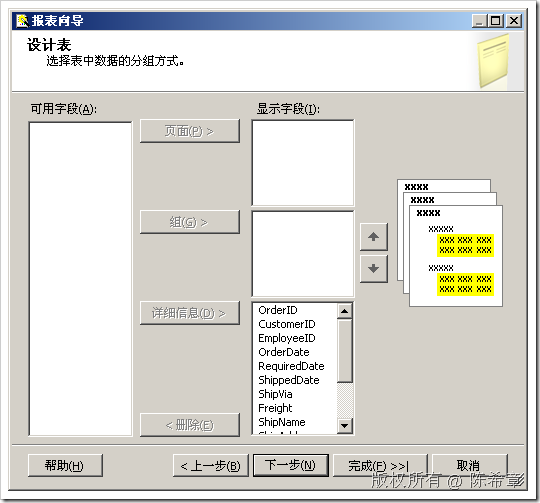 报表向导
设计表
选择表中数据的分组方式。
可用字段(A):
显示字段(I):
页面(P) >
组(G) >
详细信息(D) >
< 删除(E)
OrderID
CustomerID
EmployeeID
OrderDate
RequiredDate
ShippedDate
ShipVia
Freight
ShipName
XXXX
XXXX
XXXX
XXXXX
XXX XXX XXX
XXX XXX XXX
XXXXX
XXX XXX XXX
XXX XXX XXX
帮助(H)
< 上一步(B)
下一步(N)
完成(F) >>|
取消
版权所有 @ 陈希章